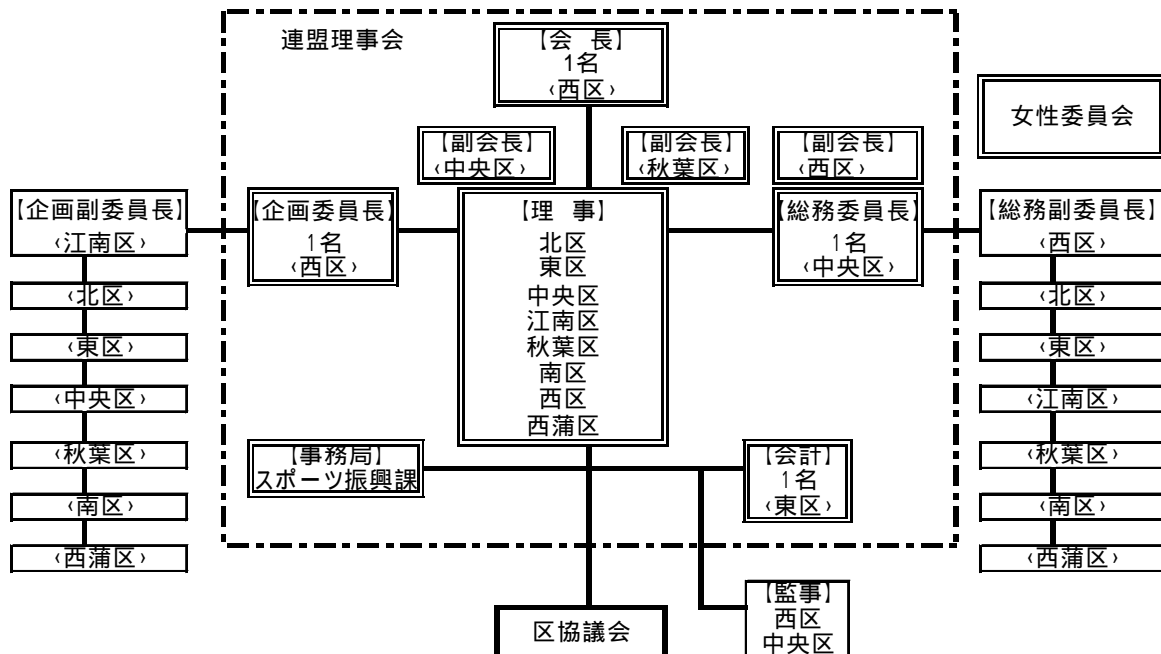 連盟理事会
【会 長】
1名
〈西区〉
女性委員会
【副会長】
〈中央区〉
【副会長】
〈秋葉区〉
【副会長】
〈西区〉
【企画副委員長】
〈江南区〉
〈北区〉
〈東区〉
〈中央区〉
〈秋葉区〉
〈南区〉
〈西蒲区〉
【企画委員長】
1名
〈西区〉
【理 事】
北区
東区
中央区
江南区
秋葉区
南区
西区
西蒲区
【総務委員長】
1名
〈中央区〉
【総務副委員長】
〈西区〉
〈北区〉
〈東区〉
〈江南区〉
〈秋葉区〉
〈南区〉
〈西蒲区〉
【事務局】
スポーツ振興課
【会計】
1名
〈東区〉
区協議会
【監事】
西区
中央区